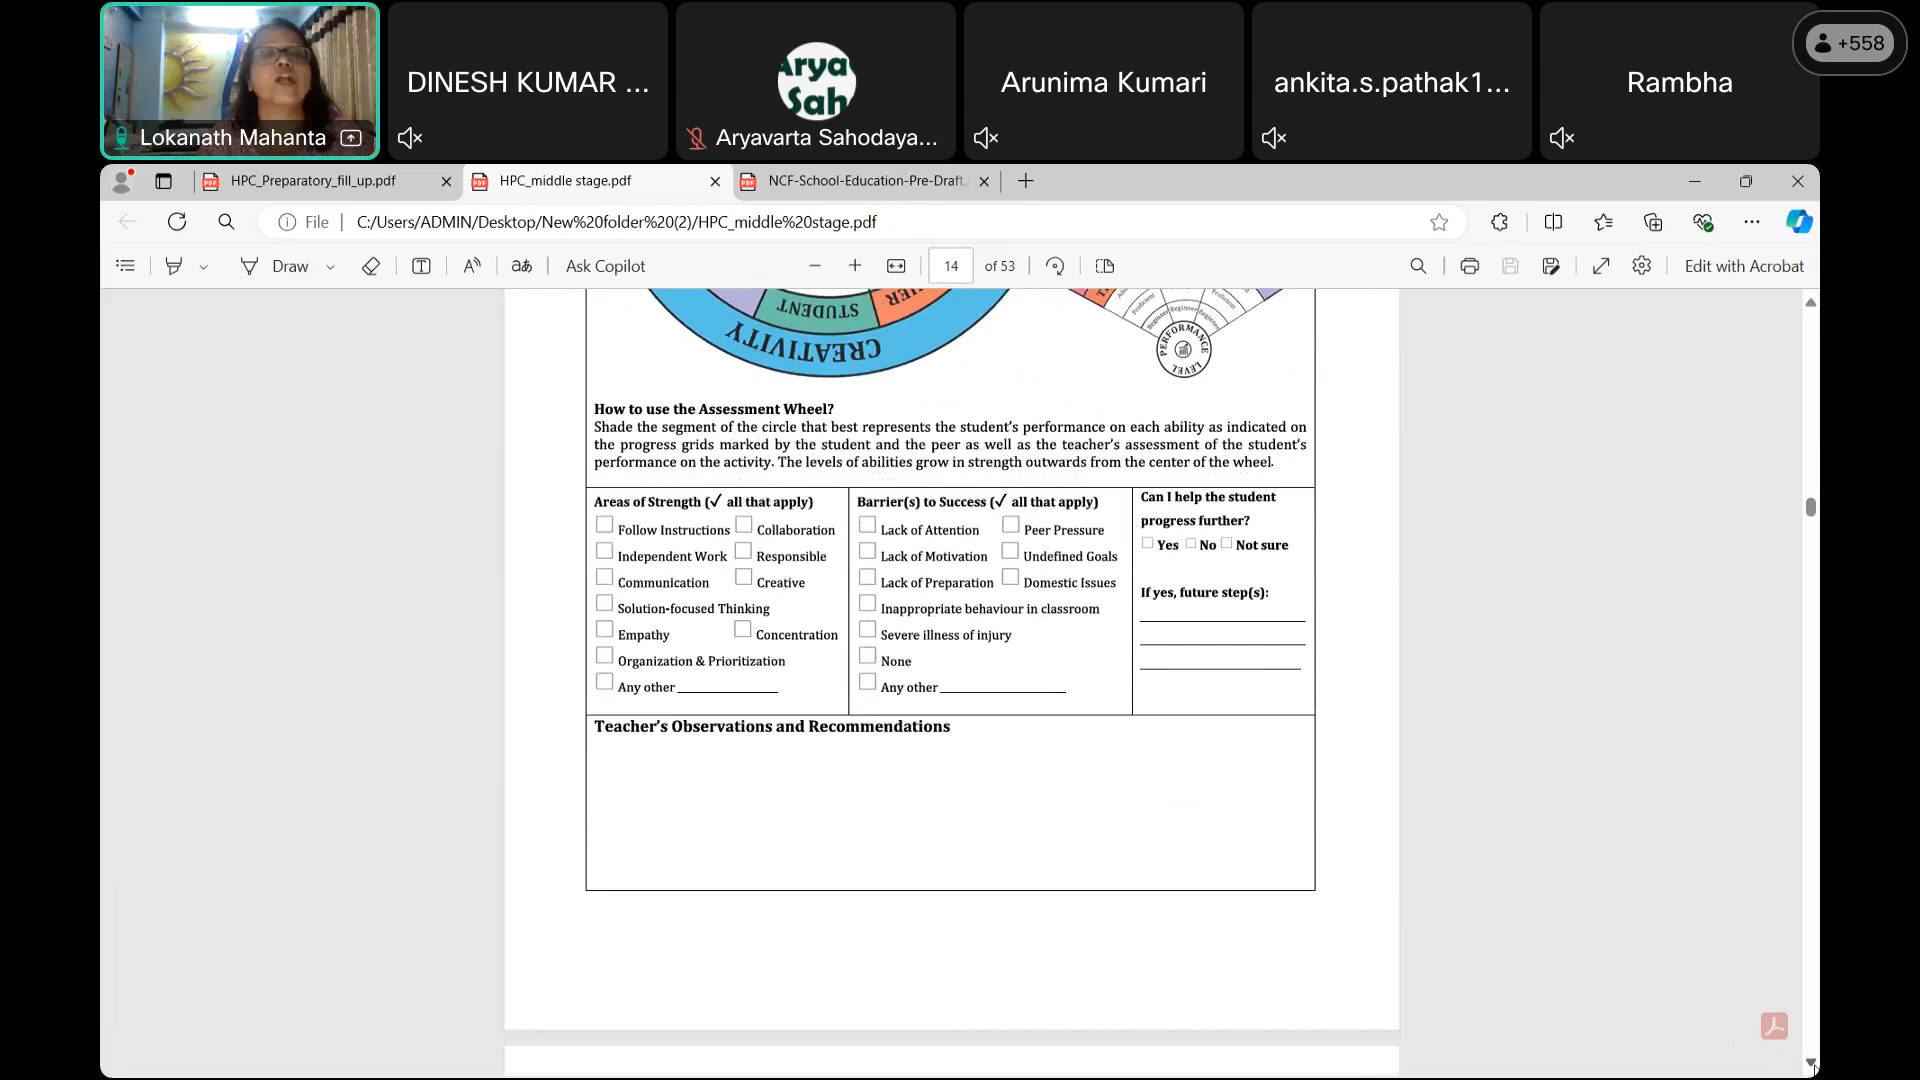 DINESH KUMAR ...
Arya
Sah
Arunima Kumari
ankita.s.pathak1...
Rambha
+558
Lokanath Mahanta
Aryavarta Sahodaya...
HPC_Preparatory_fill_up.pdf
HPC_middle stage.pdf
NCF-School-Education-Pre-Draft.
File
C:/Users/ADMIN/Desktop/New%20folder%20(2)/HPC_middle%20stage.pdf
Draw
Ask Copilot
14
of 53
Edit with Acrobat
STUDENT
CREATIVITY
Proficient
Proficient
Beginner
Beginner
Beginner
PERFORMANCE
LEVEL
How to use the Assessment Wheel?
Shade the segment of the circle that best represents the student's performance on each ability as indicated on
the progress grids marked by the student and the peer as well as the teacher's assessment of the student's
performance on the activity. The levels of abilities grow in strength outwards from the center of the wheel.
Areas of Strength (✓ all that apply)
Follow Instructions Collaboration
Independent Work Responsible
Communication Creative
Solution-focused Thinking
Empathy Concentration
Organization & Prioritization
Any other
Barrier(s) to Success (✓ all that apply)
Lack of Attention Peer Pressure
Lack of Motivation Undefined Goals
Lack of Preparation Domestic Issues
Inappropriate behaviour in classroom
Severe illness of injury
None
Any other
Can I help the student
progress further?
Yes No Not sure
If yes, future step(s):
Teacher's Observations and Recommendations